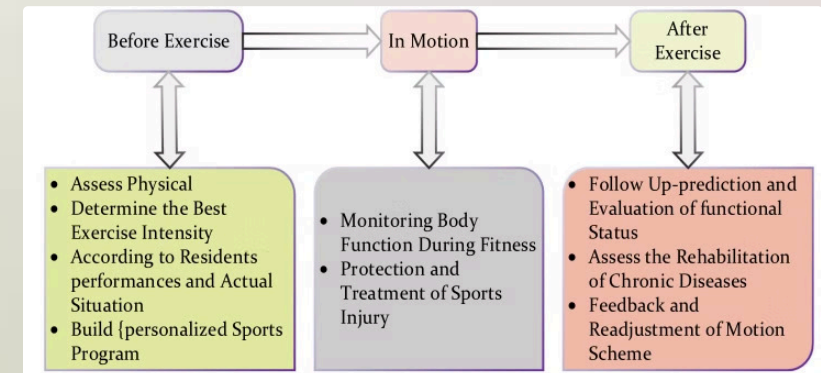 Before Exercise
In Motion
After
Exercise
• Assess Physical
• Determine the Best
Exercise Intensity
• According to Residents
performances and Actual
Situation
• Build {personalized Sports
Program
• Monitoring Body
Function During Fitness
• Protection and
Treatment of Sports
Injury
• Follow Up-prediction and
Evaluation of functional
Status
• Assess the Rehabilitation
of Chronic Diseases
• Feedback and
Readjustment of Motion
Scheme